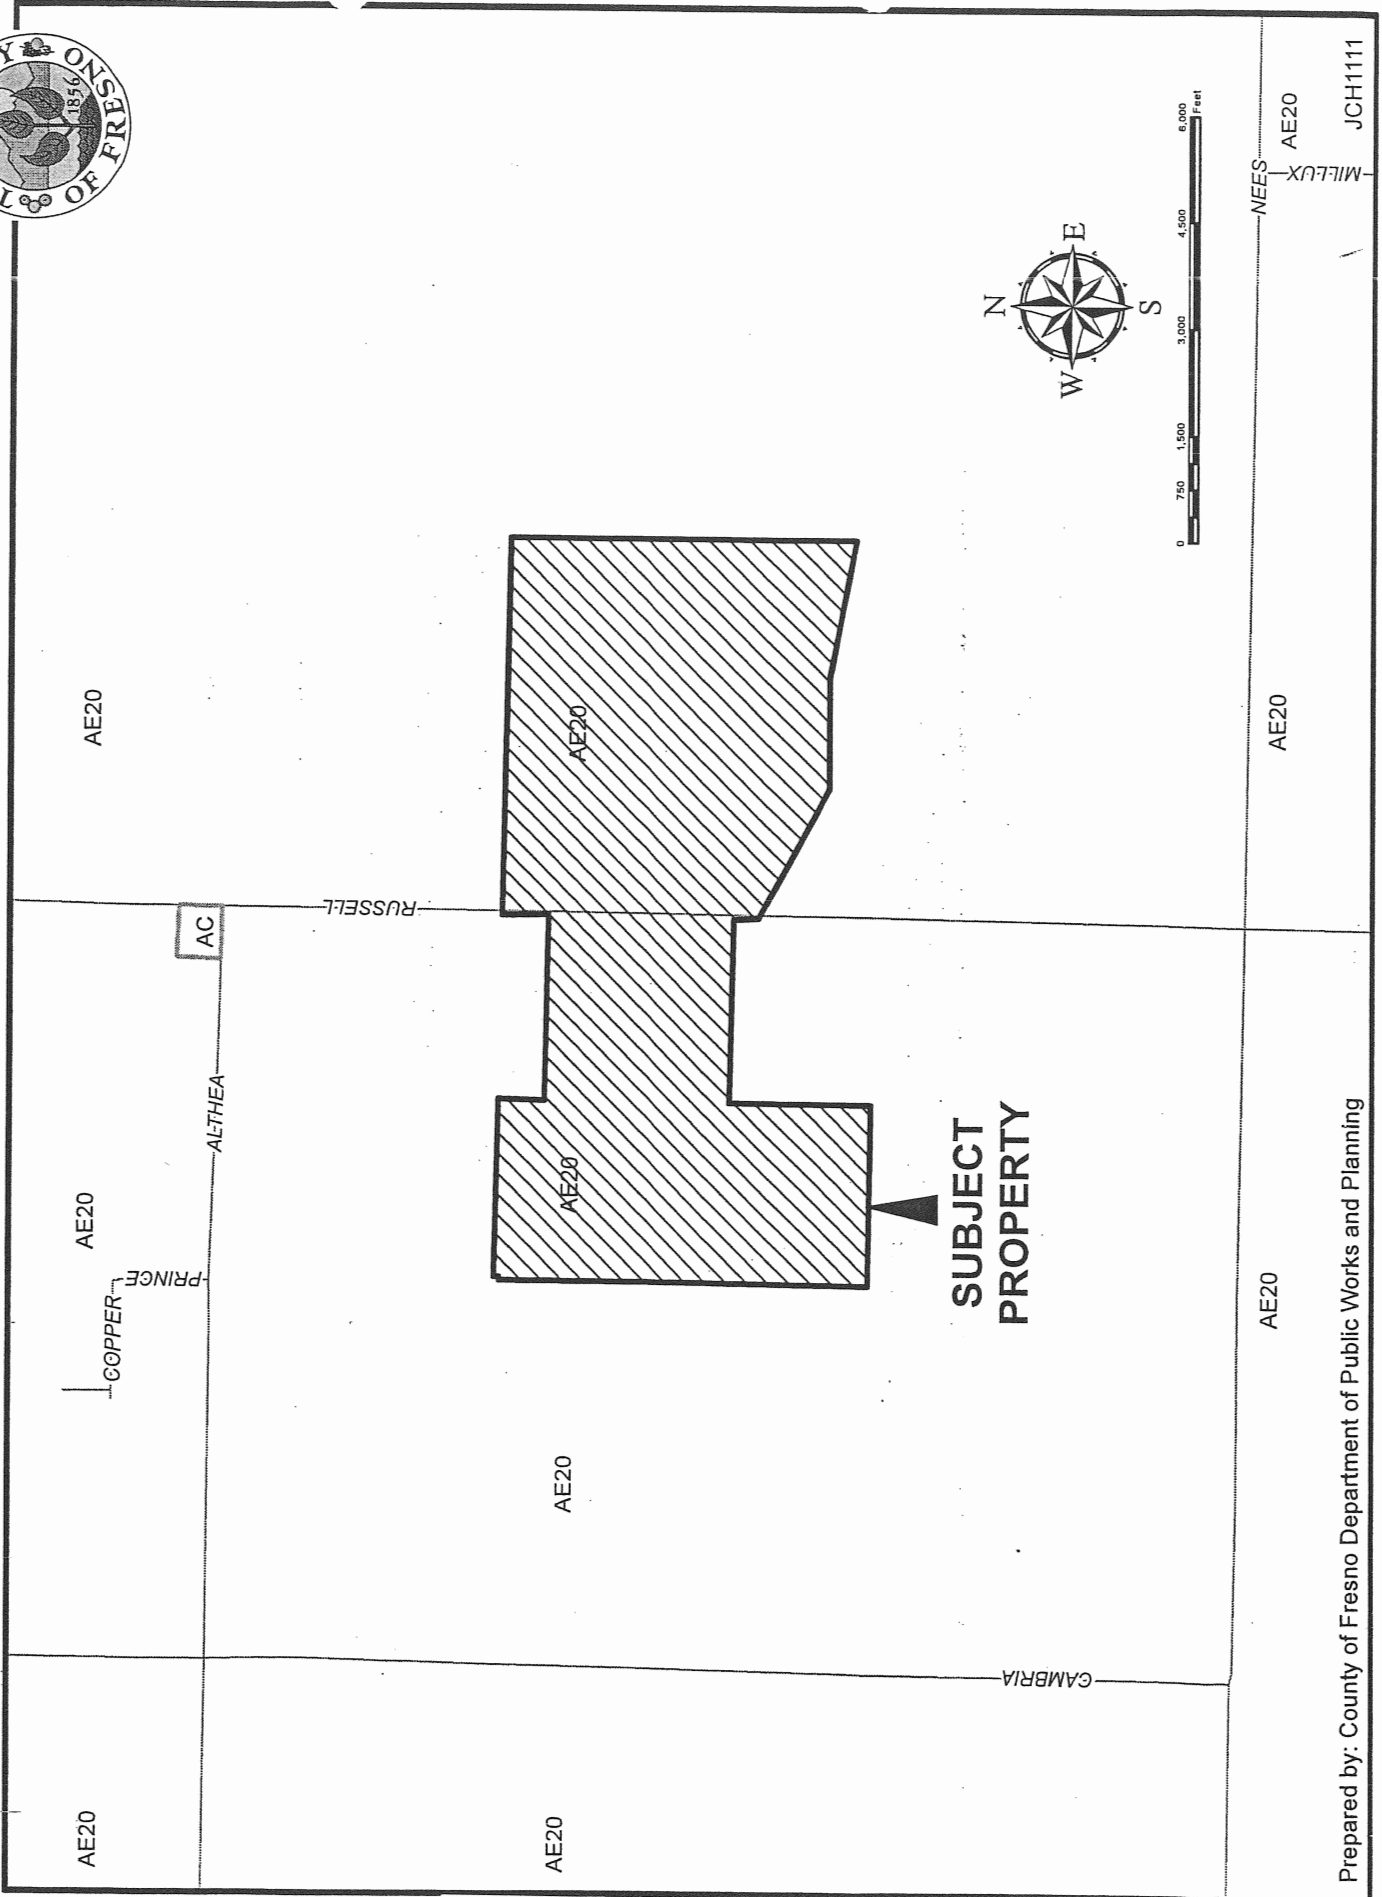 Y
ONSERF FO L
1856
AE20
AE20
AE20
COPPER
PRINCE
ALTHEA
AC
RUSSELL
AE20
AE20
AE20
AE20
SUBJECT
PROPERTY
CAMBRIA
N
W
E
S
0 750 1,500 3,000 4,500 6,000
Feet
NEES
MILLUX
AE20
AE20
AE20
Prepared by: County of Fresno Department of Public Works and Planning
JCH1111